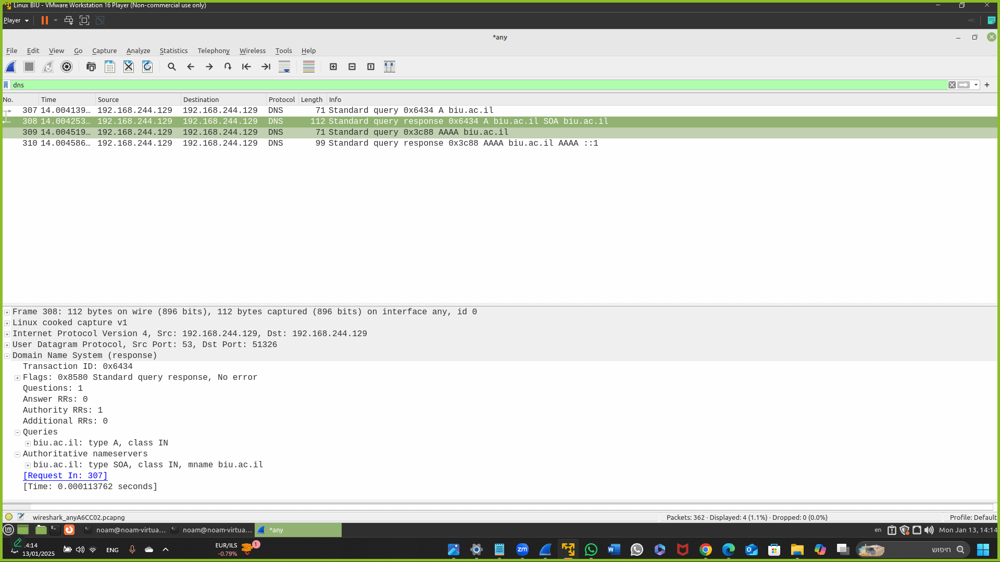 Linux BIU - VMware Workstation 16 Player (Non-commercial use only)
Player
*any
File Edit View Go Capture Analyze Statistics Telephony Wireless Tools Help
dns
No. Time Source Destination Protocol Length Info
307 14.004139… 192.168.244.129 192.168.244.129 DNS 71 Standard query 0x6434 A biu.ac.il
308 14.004253… 192.168.244.129 192.168.244.129 DNS 112 Standard query response 0x6434 A biu.ac.il SOA biu.ac.il
309 14.004519… 192.168.244.129 192.168.244.129 DNS 71 Standard query 0x3c88 AAAA biu.ac.il
310 14.004586… 192.168.244.129 192.168.244.129 DNS 99 Standard query response 0x3c88 AAAA biu.ac.il AAAA ::1
Frame 308: 112 bytes on wire (896 bits), 112 bytes captured (896 bits) on interface any, id 0
Linux cooked capture v1
Internet Protocol Version 4, Src: 192.168.244.129, Dst: 192.168.244.129
User Datagram Protocol, Src Port: 53, Dst Port: 51326
Domain Name System (response)
Transaction ID: 0x6434
Flags: 0x8580 Standard query response, No error
Questions: 1
Answer RRs: 0
Authority RRs: 1
Additional RRs: 0
Queries
biu.ac.il: type A, class IN
Authoritative nameservers
biu.ac.il: type SOA, class IN, mname biu.ac.il
[Request In: 307]
[Time: 0.000113762 seconds]
wireshark_anyA6CC02.pcapng Packets: 362 · Displayed: 4 (1.1%) · Dropped: 0 (0.0%) Profile: Default
noam@noam-virtua... noam@noam-virtua... *any en Mon Jan 13, 14:14
14:14
13/01/2025
ENG
EUR/ILS
-0.79%
1
zm
חיפוש